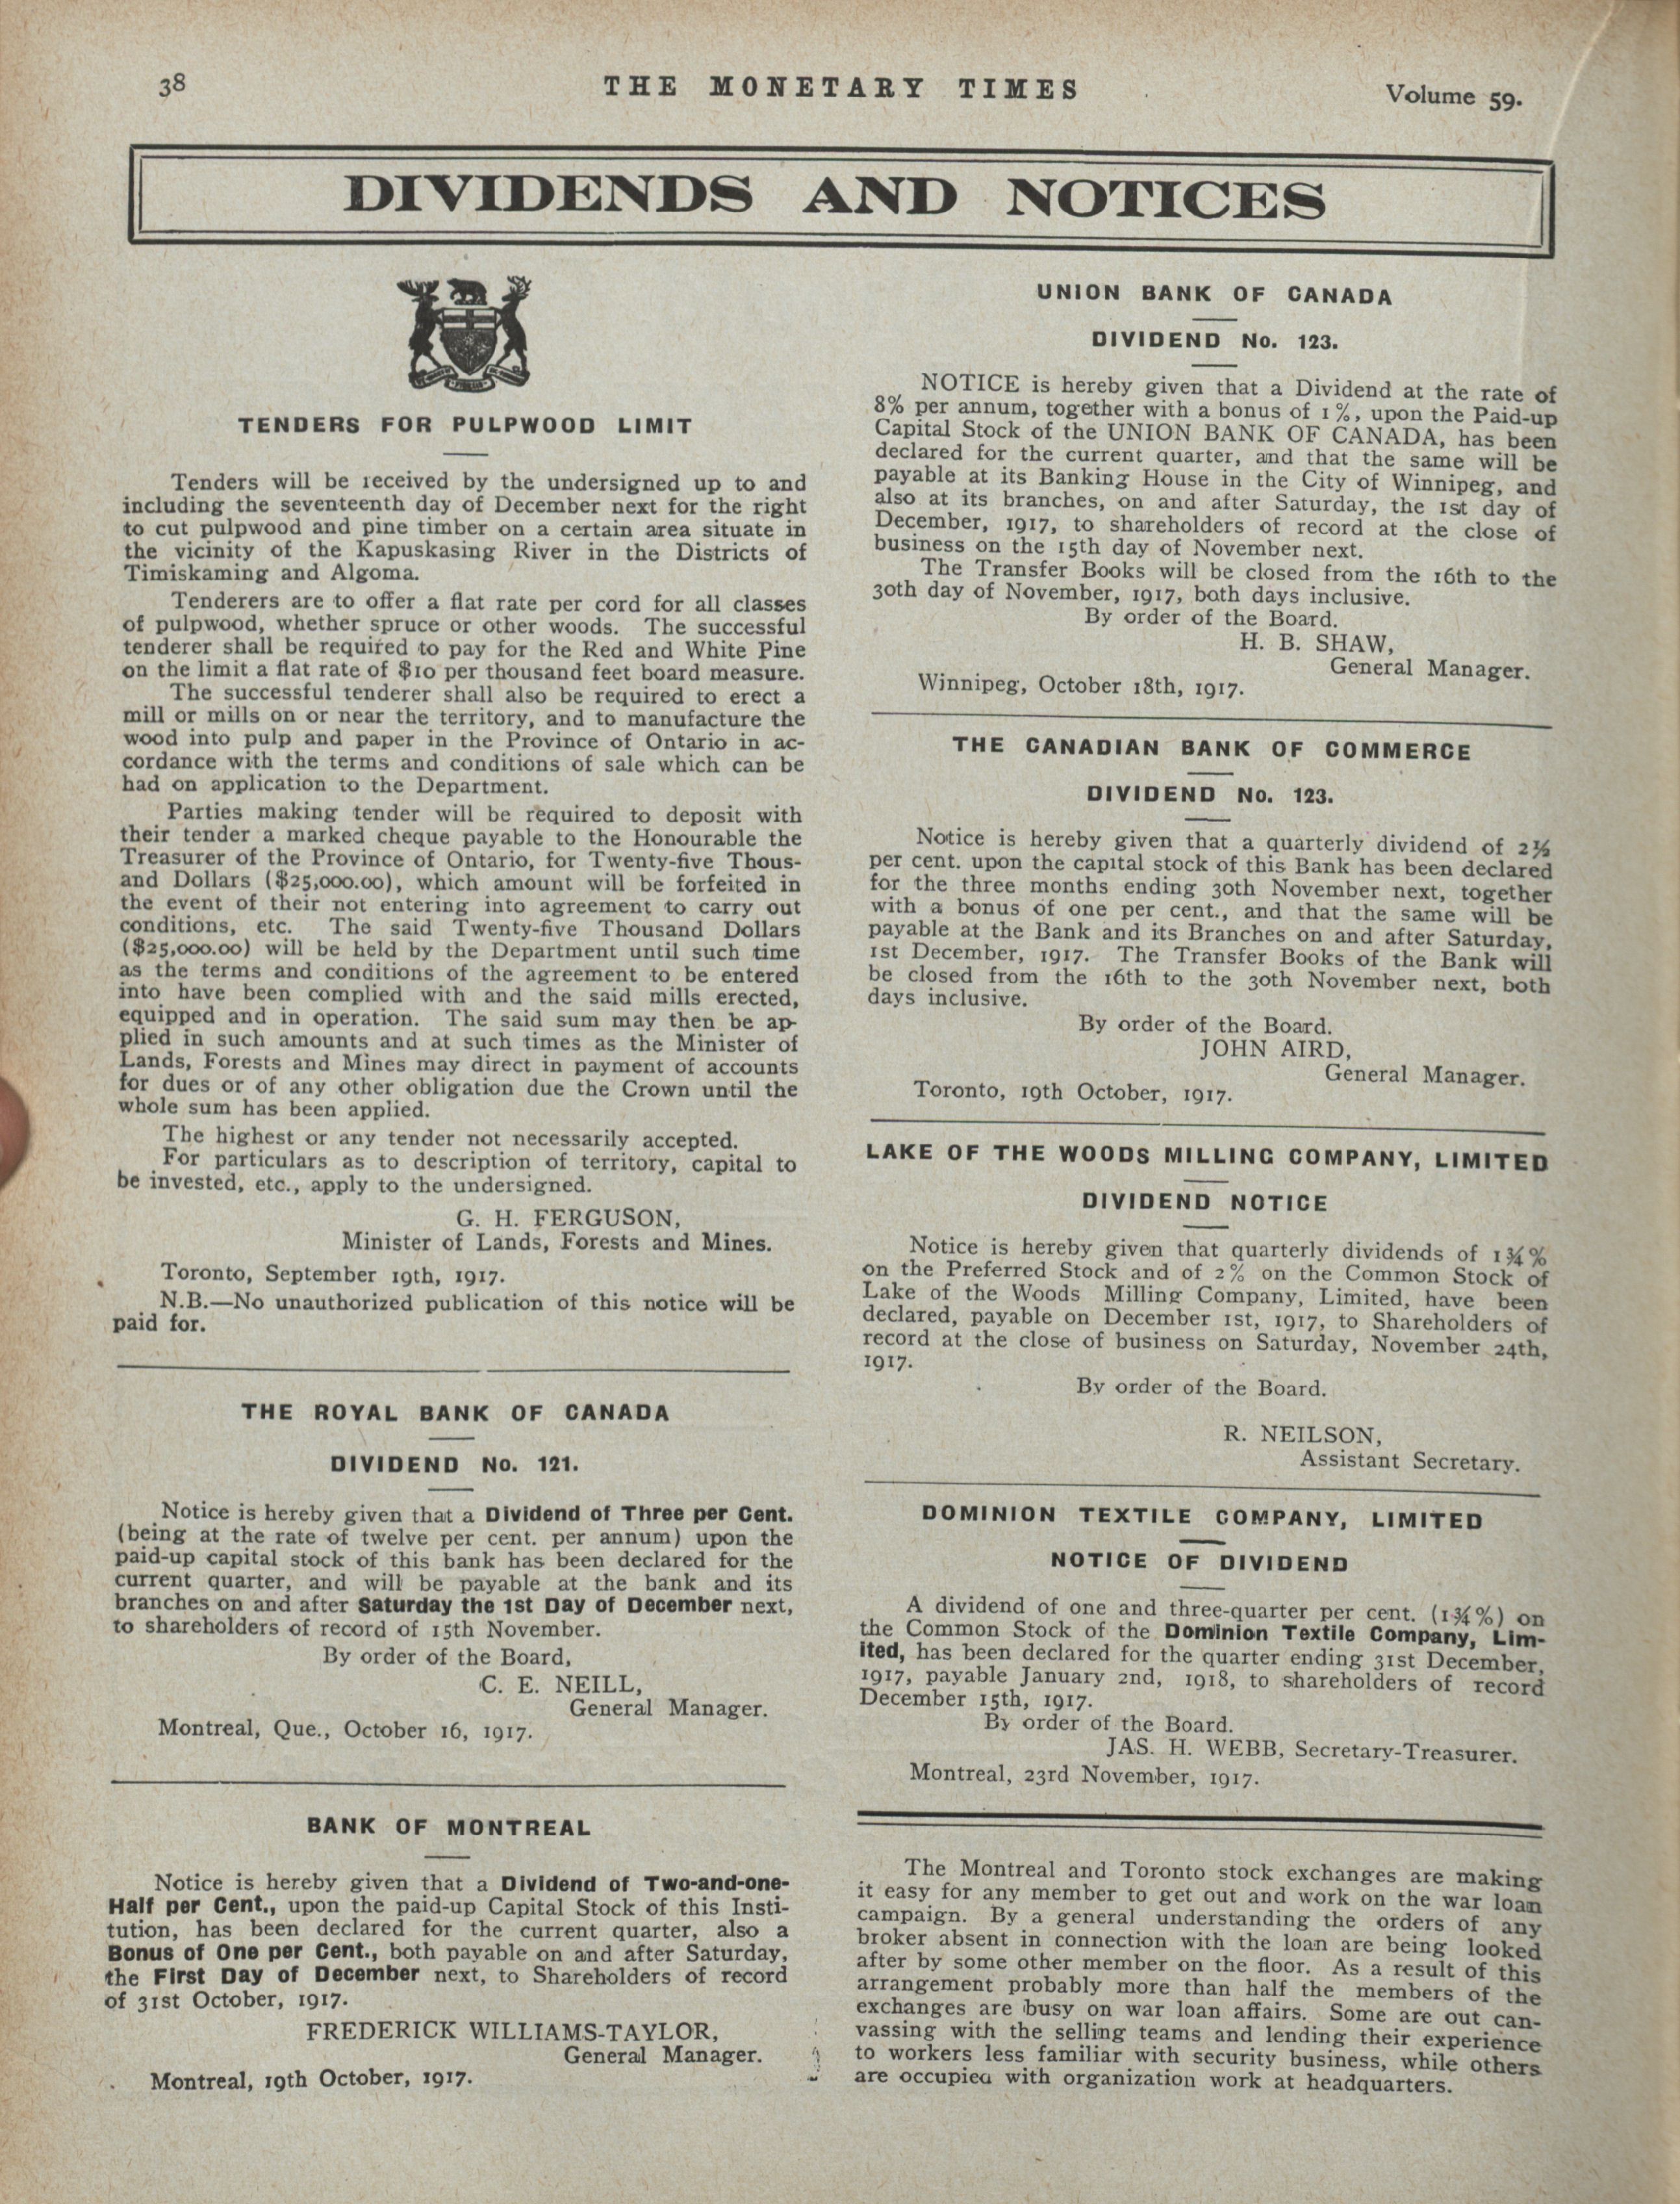 38
THE MONETARY TIMES
Volume 59.
DIVIDENDS AND NOTICES
TENDERS FOR PULPWOOD LIMIT
Tenders will be received by the undersigned up to and
including the seventeenth day of December next for the right
to cut pulpwood and pine timber on a certain area situate in
the vicinity of the Kapuskasing River in the Districts of
Timiskaming and Algoma.
Tenderers are to offer a flat rate per cord for all classes
of pulpwood, whether spruce or other woods. The successful
tenderer shall be required to pay for the Red and White Pine
on the limit a flat rate of $10 per thousand feet board measure.
The successful tenderer shall also be required to erect a
mill or mills on or near the territory, and to manufacture the
wood into pulp and paper in the Province of Ontario in ac-
cordance with the terms and conditions of sale which can be
had on application to the Department.
Parties making tender will be required to deposit with
their tender a marked cheque payable to the Honourable the
Treasurer of the Province of Ontario, for Twenty-five Thous-
and Dollars ($25,000.00), which amount will be forfeited in
the event of their not entering into agreement to carry out
conditions, etc. The said Twenty-five Thousand Dollars
($25,000.00) will be held by the Department until such time
as the terms and conditions of the agreement to be entered
into have been complied with and the said mills erected,
equipped and in operation. The said sum may then be ap-
plied in such amounts and at such times as the Minister of
Lands, Forests and Mines may direct in payment of accounts
for dues or of any other obligation due the Crown until the
whole sum has been applied.
The highest or any tender not necessarily accepted.
For particulars as to description of territory, capital to
be invested, etc., apply to the undersigned.
G. H. FERGUSON,
Minister of Lands, Forests and Mines.
Toronto, September 19th, 1917.
N.B.—No unauthorized publication of this notice will be
paid for.
THE ROYAL BANK OF CANADA
DIVIDEND No. 121.
Notice is hereby given that a Dividend of Three per Cent.
(being at the rate of twelve per cent. per annum) upon the
paid-up capital stock of this bank has been declared for the
current quarter, and will be payable at the bank and its
branches on and after Saturday the 1st Day of December next,
to shareholders of record of 15th November.
By order of the Board,
C. E. NEILL,
General Manager.
Montreal, Que., October 16, 1917.
BANK OF MONTREAL
Notice is hereby given that a Dividend of Two-and-one-
Half per Cent., upon the paid-up Capital Stock of this Insti-
tution, has been declared for the current quarter, also a
Bonus of One per Cent., both payable on and after Saturday,
the First Day of December next, to Shareholders of record
of 31st October, 1917.
FREDERICK WILLIAMS-TAYLOR,
General Manager.
Montreal, 19th October, 1917.
UNION BANK OF CANADA
DIVIDEND No. 123.
NOTICE is hereby given that a Dividend at the rate of
8% per annum, together with a bonus of 1%, upon the Paid-up
Capital Stock of the UNION BANK OF CANADA, has been
declared for the current quarter, and that the same will be
payable at its Banking House in the City of Winnipeg, and
also at its branches, on and after Saturday, the 1st day of
December, 1917, to shareholders of record at the close of
business on the 15th day of November next.
The Transfer Books will be closed from the 16th to the
30th day of November, 1917, both days inclusive.
By order of the Board.
H. B. SHAW,
General Manager.
Winnipeg, October 18th, 1917.
THE CANADIAN BANK OF COMMERCE
DIVIDEND No. 123.
Notice is hereby given that a quarterly dividend of 2½
per cent. upon the capital stock of this Bank has been declared
for the three months ending 30th November next, together
with a bonus of one per cent., and that the same will be
payable at the Bank and its Branches on and after Saturday,
1st December, 1917. The Transfer Books of the Bank will
be closed from the 16th to the 30th November next, both
days inclusive.
By order of the Board.
JOHN AIRD,
General Manager.
Toronto, 19th October, 1917.
LAKE OF THE WOODS MILLING COMPANY, LIMITED
DIVIDEND NOTICE
Notice is hereby given that quarterly dividends of 1¾%
on the Preferred Stock and of 2% on the Common Stock of
Lake of the Woods Milling Company, Limited, have been
declared, payable on December 1st, 1917, to Shareholders of
record at the close of business on Saturday, November 24th,
1917.
By order of the Board.
R. NEILSON,
Assistant Secretary.
DOMINION TEXTILE COMPANY, LIMITED
NOTICE OF DIVIDEND
A dividend of one and three-quarter per cent. (1¾%) on
the Common Stock of the Dominion Textile Company, Lim-
ited, has been declared for the quarter ending 31st December,
1917, payable January 2nd, 1918, to shareholders of record
December 15th, 1917.
By order of the Board.
JAS. H. WEBB, Secretary-Treasurer.
Montreal, 23rd November, 1917.
The Montreal and Toronto stock exchanges are making
it easy for any member to get out and work on the war loan
campaign. By a general understanding the orders of any
broker absent in connection with the loan are being looked
after by some other member on the floor. As a result of this
arrangement probably more than half the members of the
exchanges are busy on war loan affairs. Some are out can-
vassing with the selling teams and lending their experience
to workers less familiar with security business, while others
are occupied with organization work at headquarters.